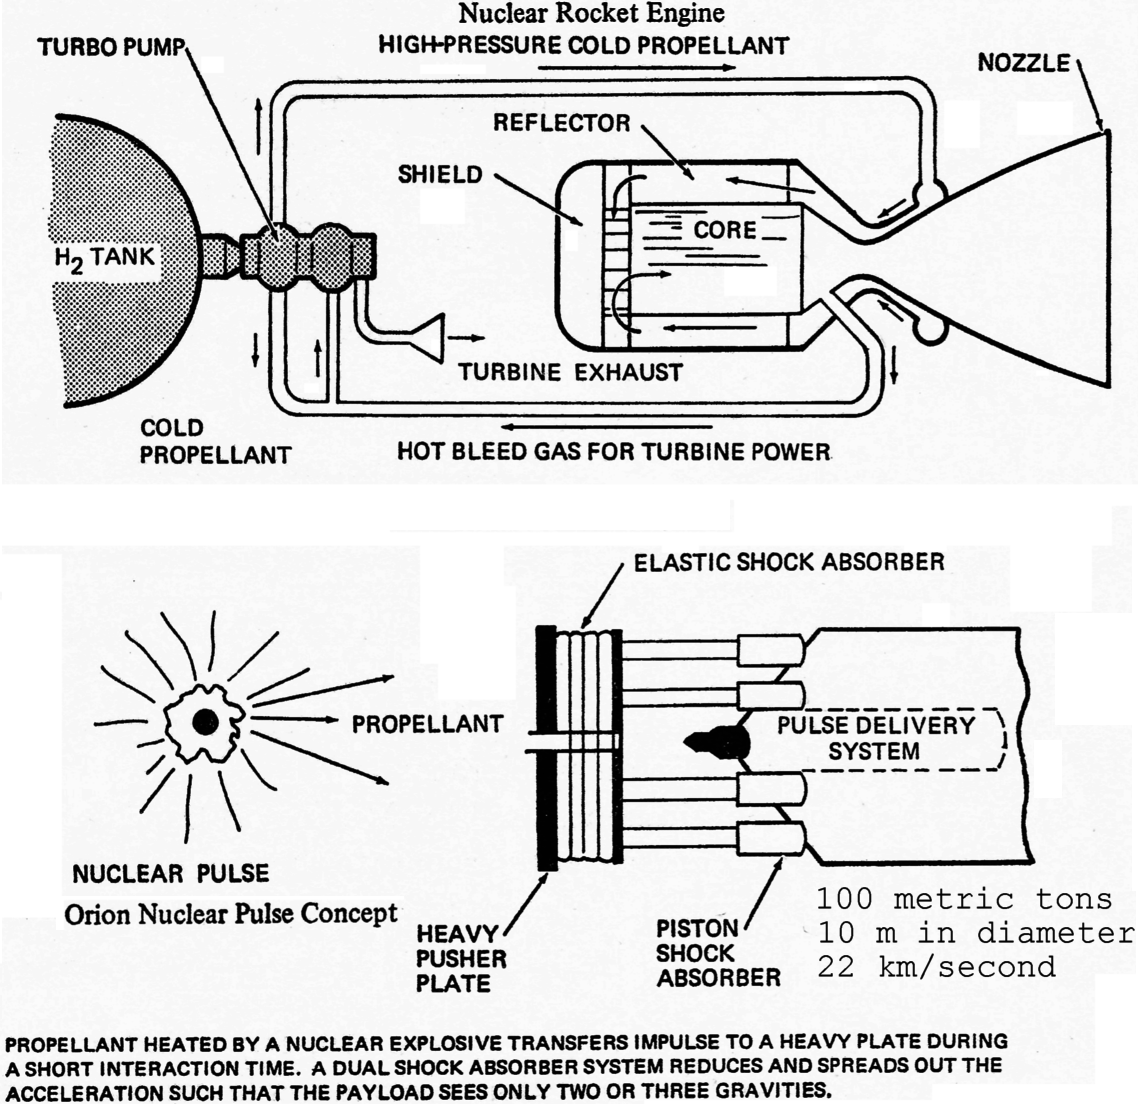 Nuclear Rocket Engine
TURBO PUMP
HIGH-PRESSURE COLD PROPELLANT
NOZZLE
REFLECTOR
SHIELD
CORE
H2 TANK
TURBINE EXHAUST
COLD
PROPELLANT
HOT BLEED GAS FOR TURBINE POWER
ELASTIC SHOCK ABSORBER
PROPELLANT
PULSE DELIVERY
SYSTEM
NUCLEAR PULSE
Orion Nuclear Pulse Concept
HEAVY
PUSHER
PLATE
PISTON
SHOCK
ABSORBER
100 metric tons
10 m in diameter
22 km/second
PROPELLANT HEATED BY A NUCLEAR EXPLOSIVE TRANSFERS IMPULSE TO A HEAVY PLATE DURING
A SHORT INTERACTION TIME. A DUAL SHOCK ABSORBER SYSTEM REDUCES AND SPREADS OUT THE
ACCELERATION SUCH THAT THE PAYLOAD SEES ONLY TWO OR THREE GRAVITIES.